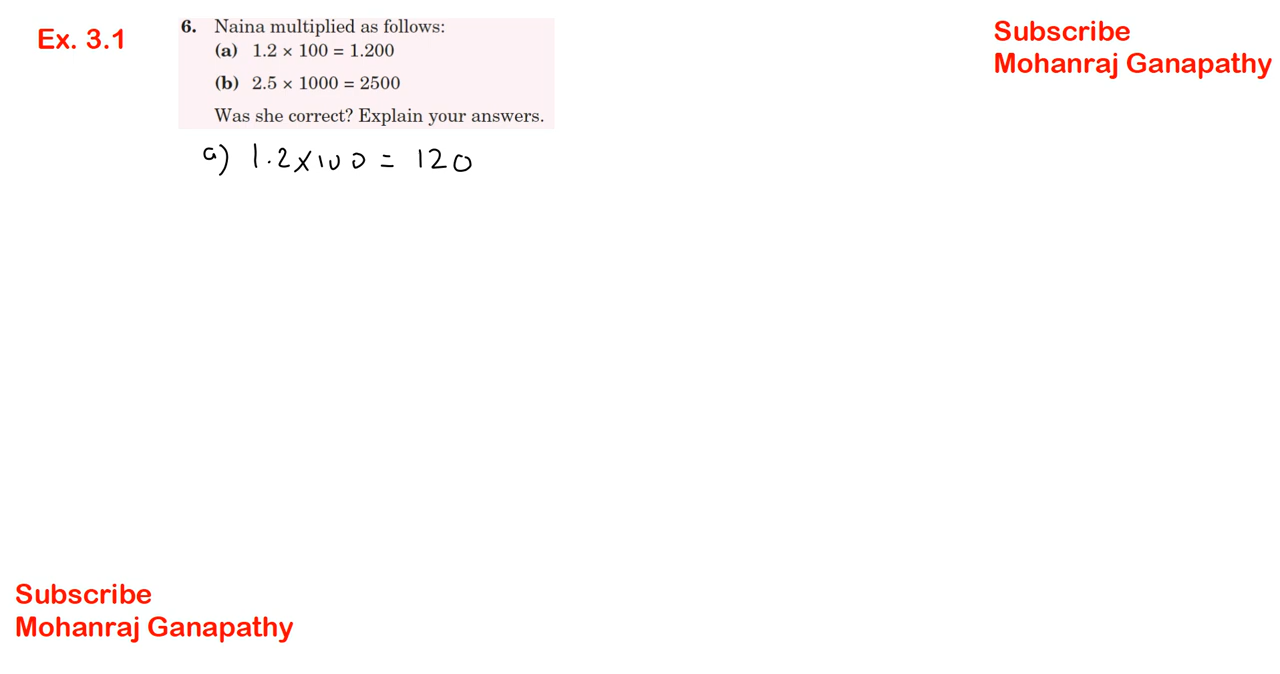 Ex. 3.1
6. Naina multiplied as follows:
(a) 1.2 × 100 = 1.200
(b) 2.5 × 1000 = 2500
Was she correct? Explain your answers.
a) 1.2 × 100 = 120
Subscribe
Mohanraj Ganapathy
Subscribe
Mohanraj Ganapathy